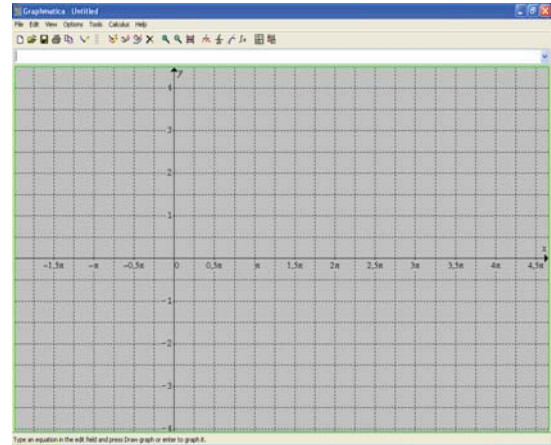 Graphmatica Untitled
File Edit View Options Tools Calculus Help
y
4
3
2
1
x
-1,5π -π -0,5π 0 0,5π π 1,5π 2π 2,5π 3π 3,5π 4π 4,5π
-1
-2
-3
-4
Type an equation in the edit field and press Draw graph or enter to graph it.